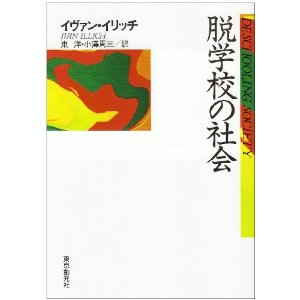 イヴァン・イリッチ
IVAN ILLICH
東 洋・小澤周三／訳
脱学校の社会
DESCHOOLING SOCIETY
東京創元社